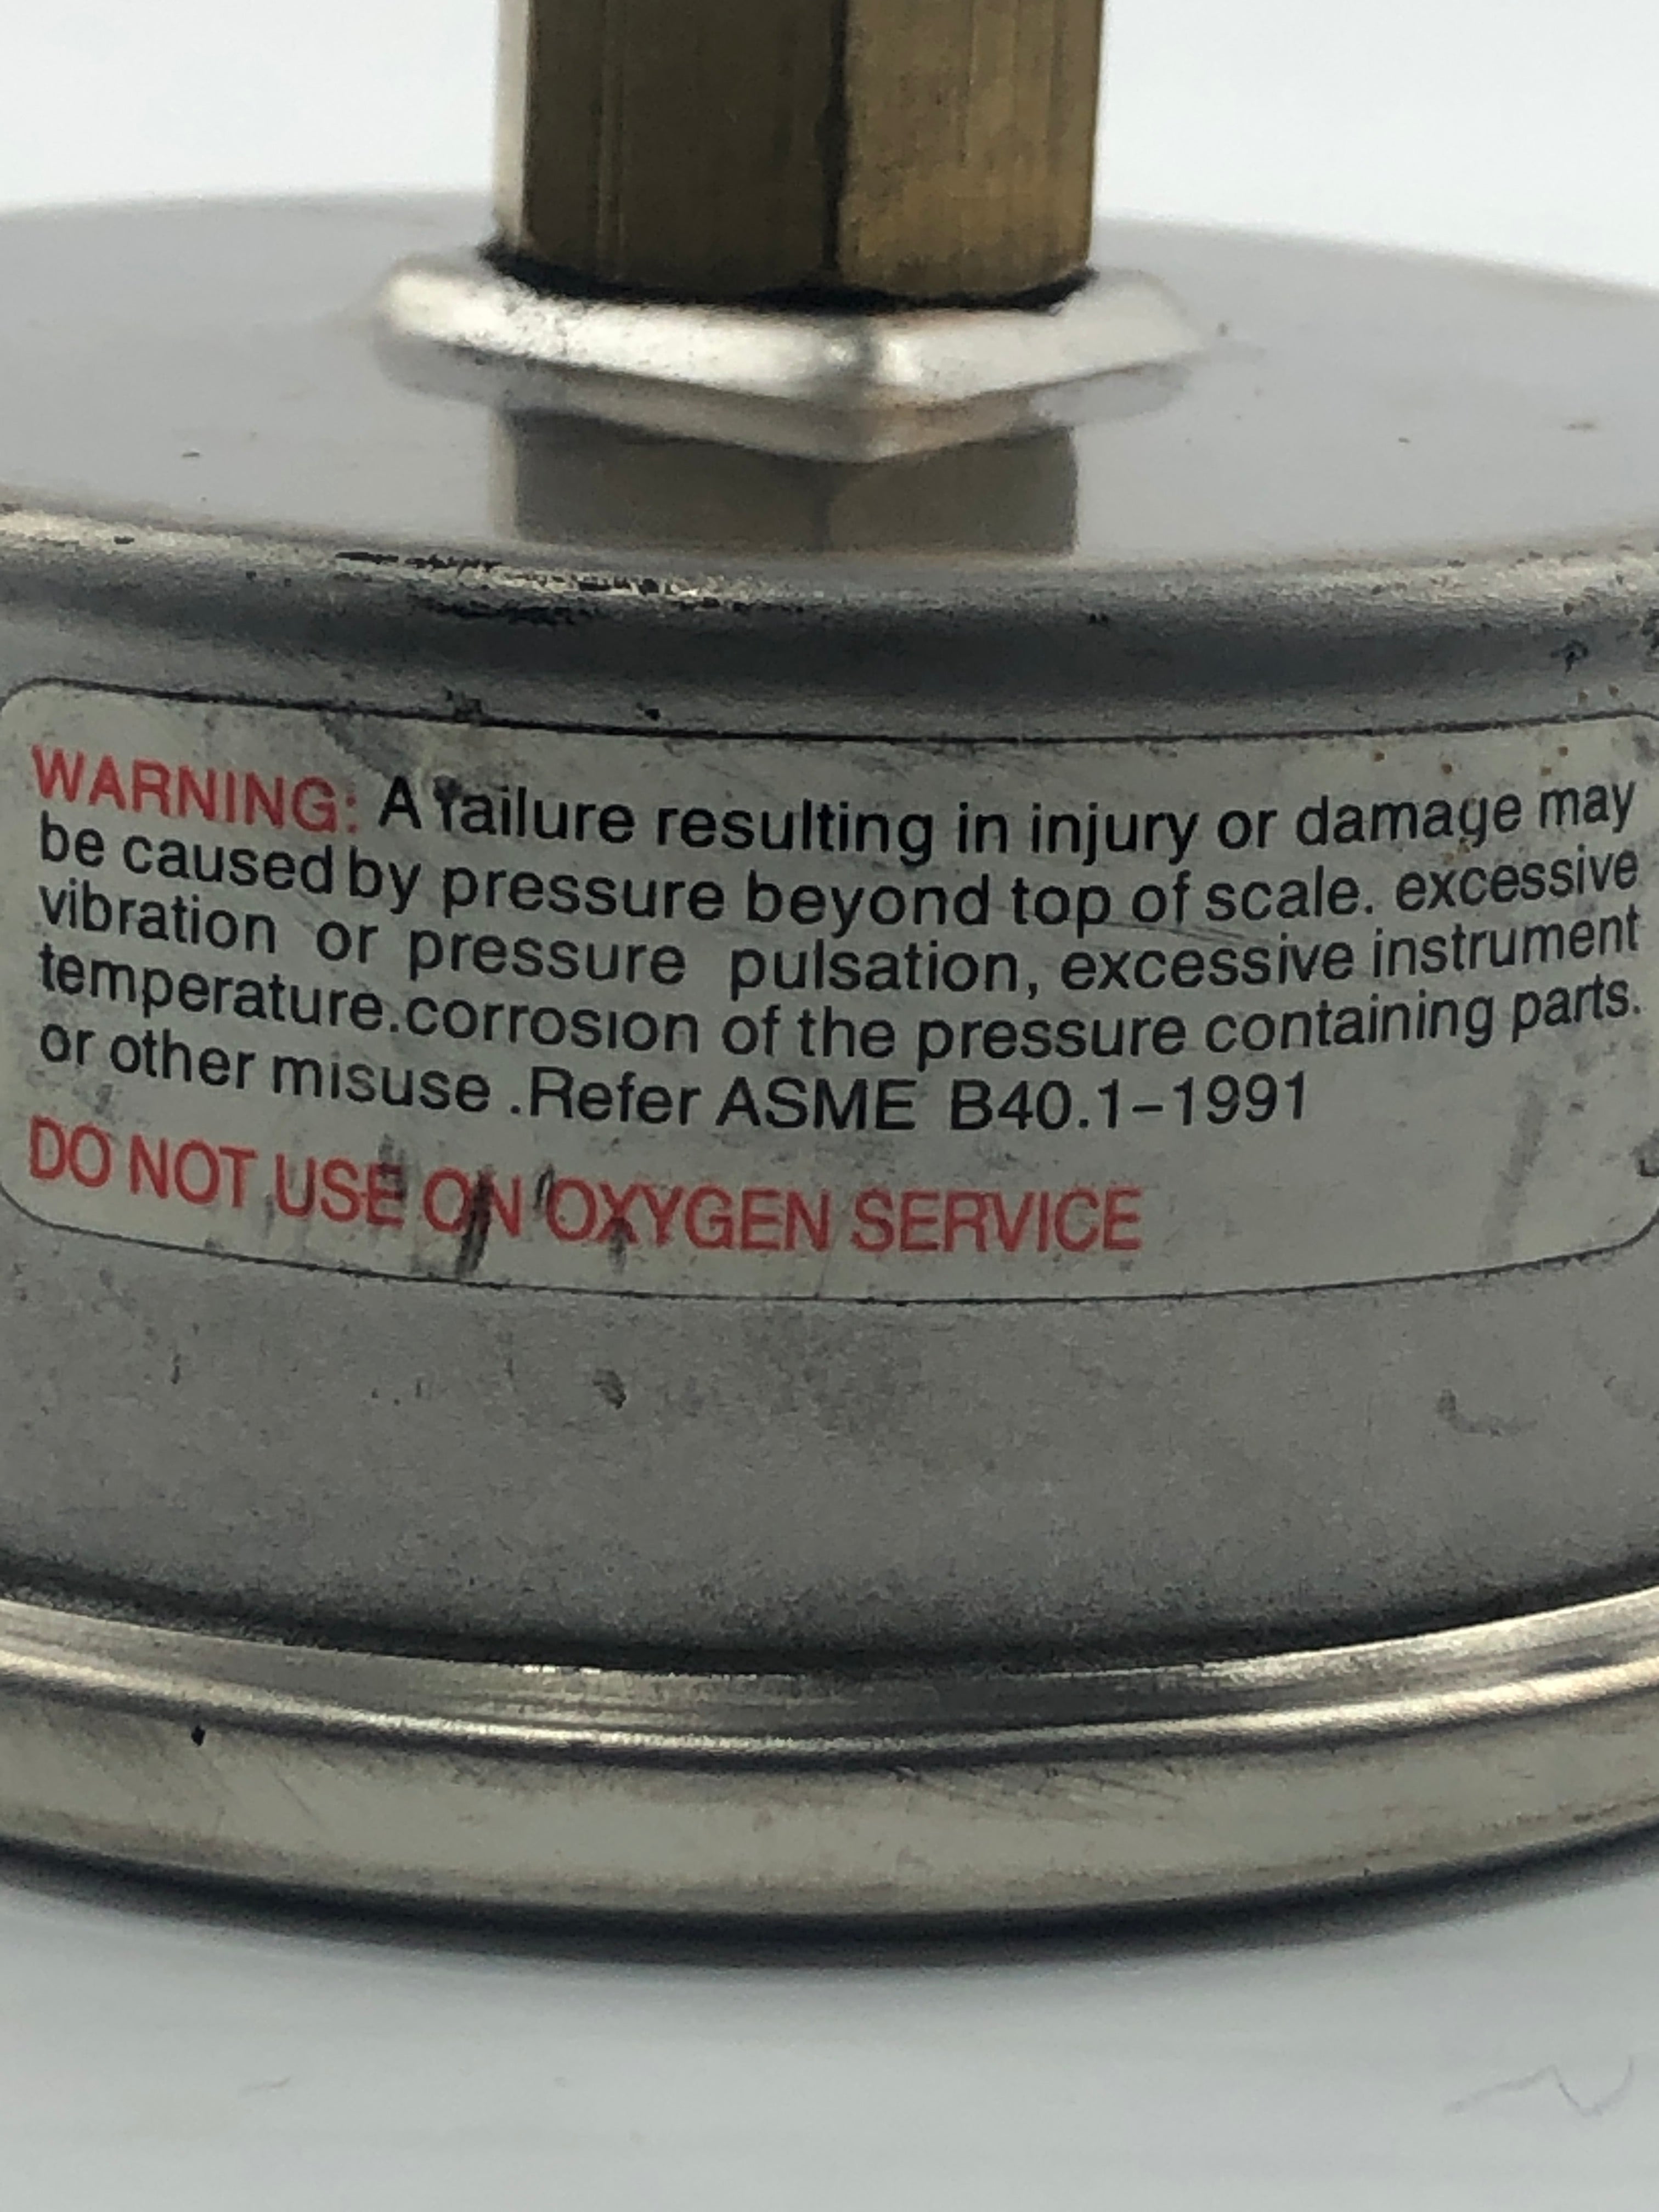 WARNING: A failure resulting in injury or damage may
be caused by pressure beyond top of scale. excessive
vibration or pressure pulsation, excessive instrument
temperature.corrosion of the pressure containing parts.
or other misuse .Refer ASME B40.1-1991
DO NOT USE ON OXYGEN SERVICE